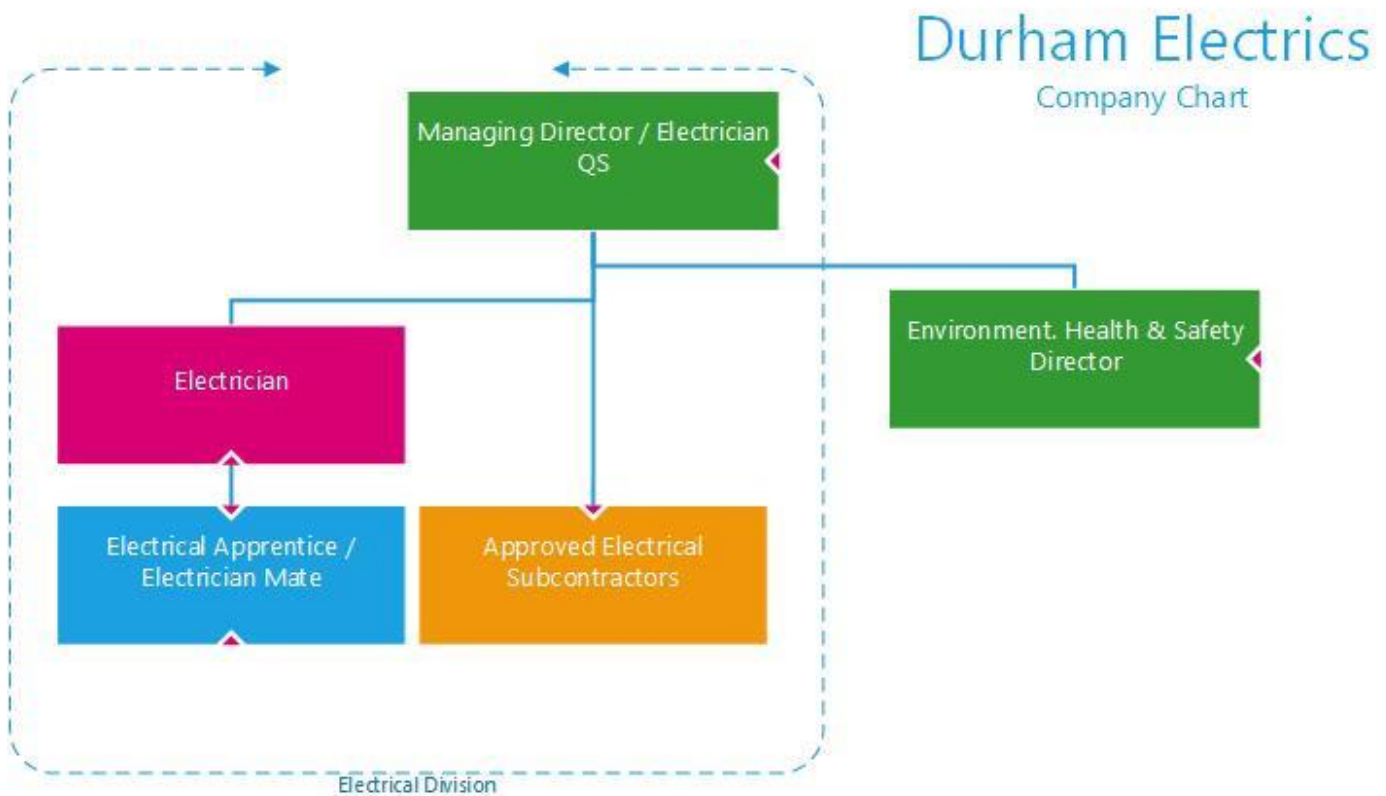 Durham Electrics
Company Chart
Managing Director / Electrician
QS
Environment. Health & Safety
Director
Electrician
Electrical Apprentice /
Electrician Mate
Approved Electrical
Subcontractors
Electrical Division